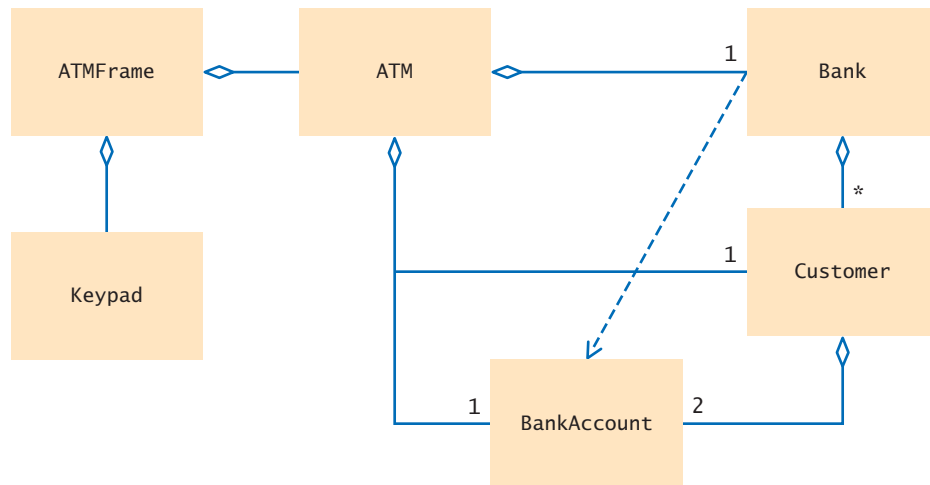 ATMFrame
ATM
1
Bank
*
Keypad
1
Customer
1
BankAccount
2